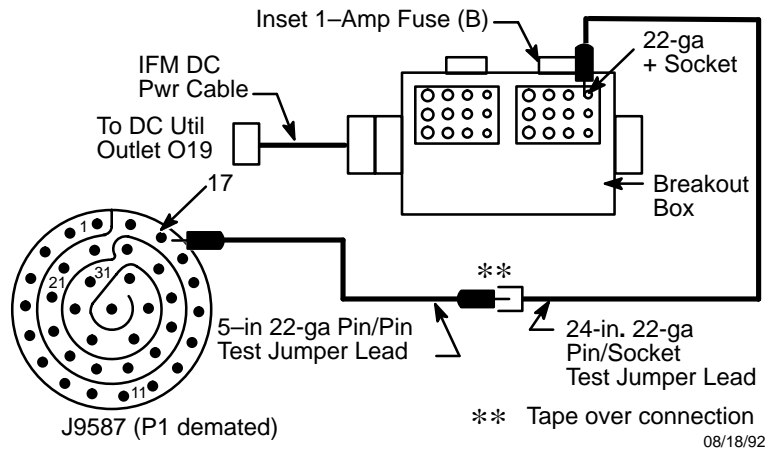 Inset 1–Amp Fuse (B)
22-ga
+ Socket
IFM DC
Pwr Cable
To DC Util
Outlet O19
17
Breakout
Box
1
21
31
11
**
5–in 22-ga Pin/Pin
Test Jumper Lead
24-in. 22-ga
Pin/Socket
Test Jumper Lead
J9587 (P1 demated)
** Tape over connection
08/18/92